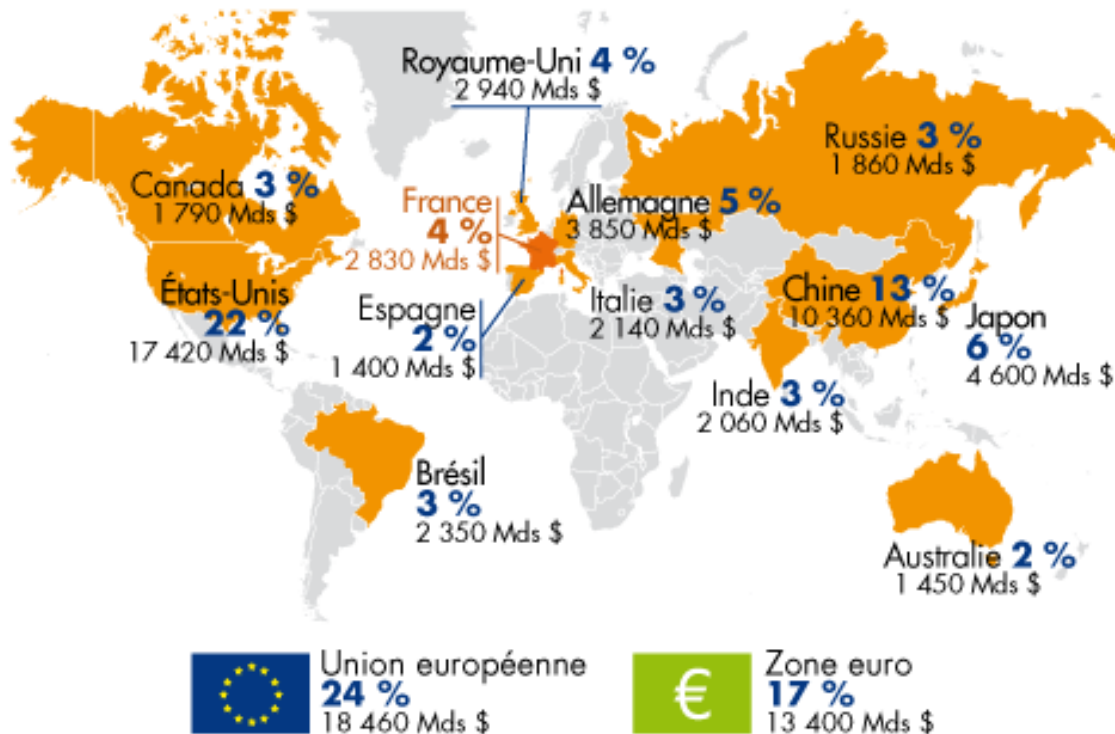 Royaume-Uni 4 %
2 940 Mds $
Russie 3 %
1 860 Mds $
Canada 3 %
1 790 Mds $
France
4 %
2 830 Mds $
Allemagne 5 %
3 850 Mds $
États-Unis
22 %
17 420 Mds $
Espagne
2 %
1 400 Mds $
Italie 3 %
2 140 Mds $
Chine 13 %
10 360 Mds $
Japon
6 %
4 600 Mds $
Inde 3 %
2 060 Mds $
Brésil
3 %
2 350 Mds $
Australie 2 %
1 450 Mds $
Union européenne
24 %
18 460 Mds $
€
Zone euro
17 %
13 400 Mds $